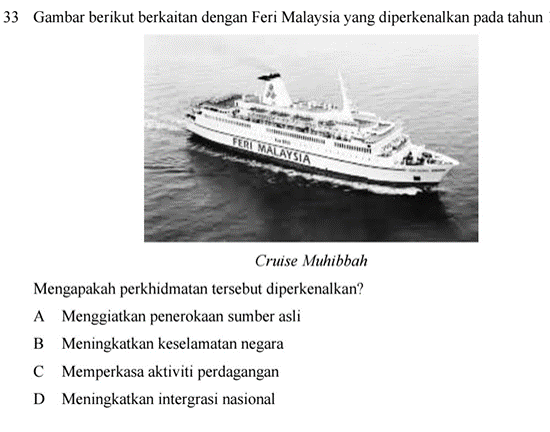 33 Gambar berikut berkaitan dengan Feri Malaysia yang diperkenalkan pada tahun
FERI MALAYSIA
Cruise Muhibbah
Mengapakah perkhidmatan tersebut diperkenalkan?
A Menggiatkan penerokaan sumber asli
B Meningkatkan keselamatan negara
C Memperkasa aktiviti perdagangan
D Meningkatkan intergrasi nasional